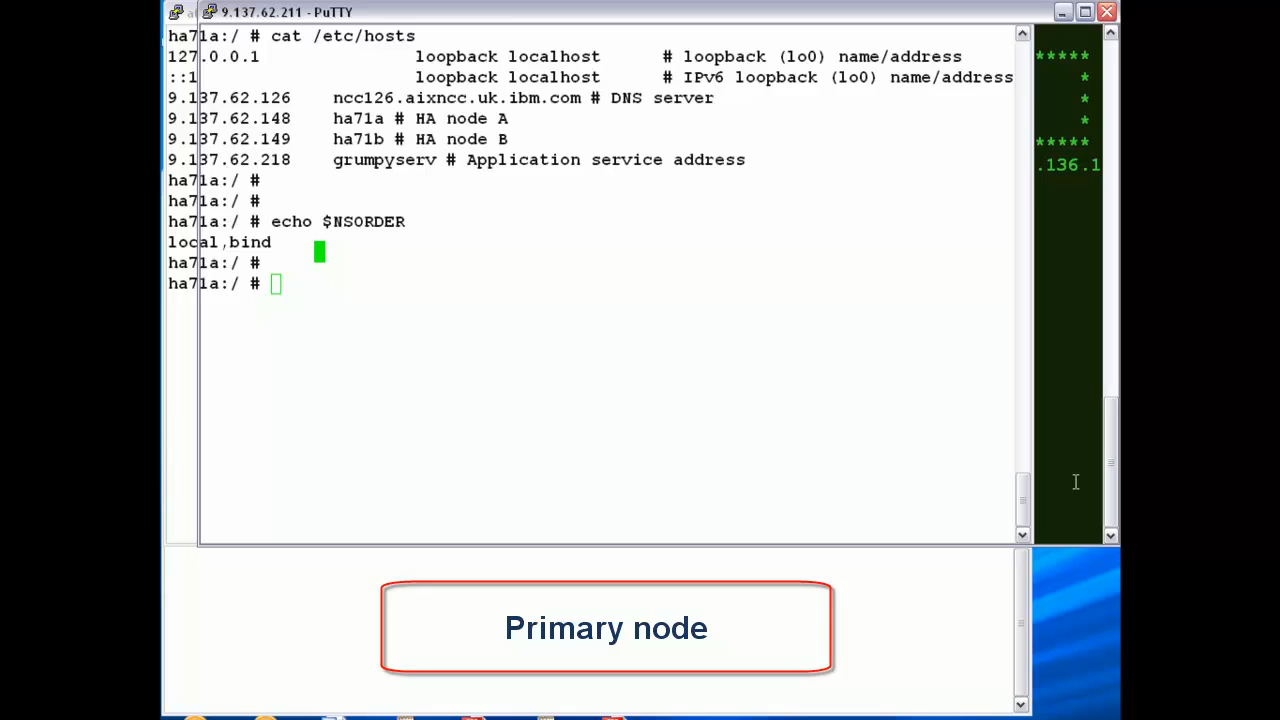 9.137.62.211 - PuTTY
ha71a:/ # cat /etc/hosts
127.0.0.1 loopback localhost # loopback (lo0) name/address
::1 loopback localhost # IPv6 loopback (lo0) name/address
9.137.62.126 ncc126.aixncc.uk.ibm.com # DNS server
9.137.62.148 ha71a # HA node A
9.137.62.149 ha71b # HA node B
9.137.62.218 grumpyserv # Application service address
ha71a:/ #
ha71a:/ #
ha71a:/ # echo $NSORDER
local,bind
ha71a:/ #
ha71a:/ #
*****
*
*
*
*****
.136.1
Primary node